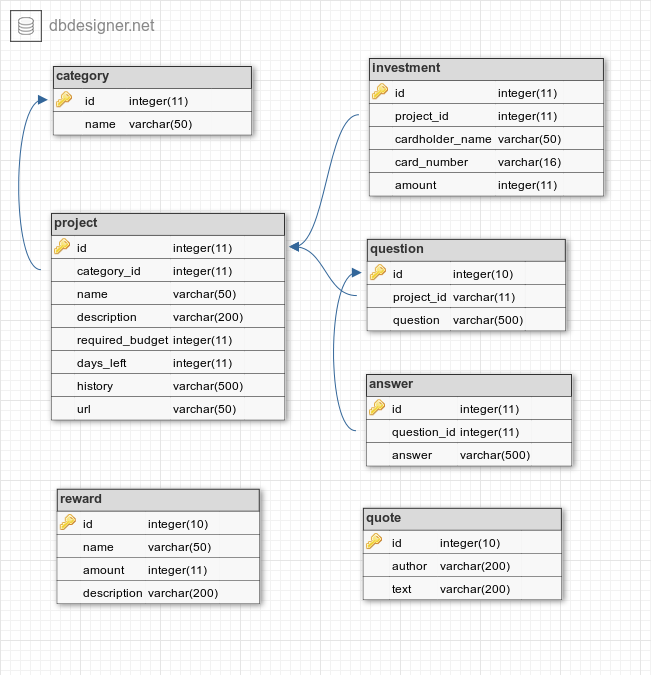 dbdesigner.net
category
id integer(11)
name varchar(50)
investment
id integer(11)
project_id integer(11)
cardholder_name varchar(50)
card_number varchar(16)
amount integer(11)
project
id integer(11)
category_id integer(11)
name varchar(50)
description varchar(200)
required_budget integer(11)
days_left integer(11)
history varchar(500)
url varchar(50)
question
id integer(10)
project_id varchar(11)
question varchar(500)
answer
id integer(11)
question_id integer(11)
answer varchar(500)
reward
id integer(10)
name varchar(50)
amount integer(11)
description varchar(200)
quote
id integer(10)
author varchar(200)
text varchar(200)